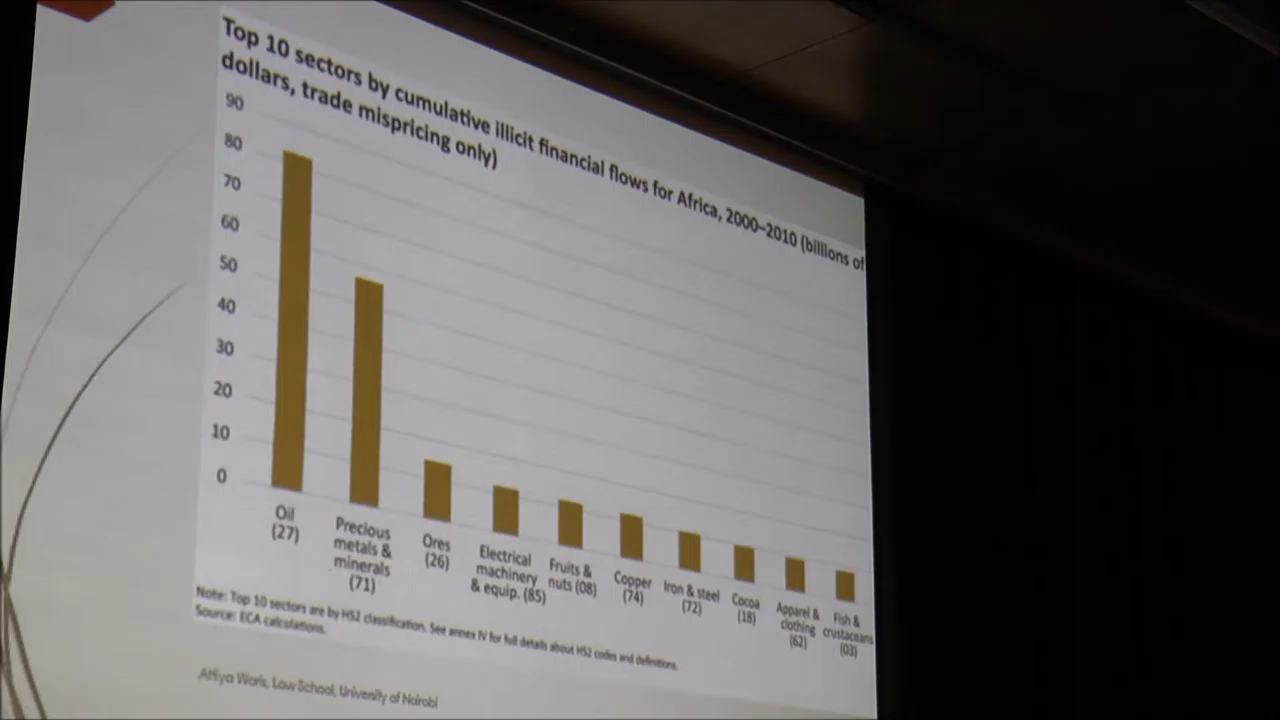 Top 10 sectors by cumulative illicit financial flows for Africa, 2000–2010 (billions of
dollars, trade mispricing only)
90
80
70
60
50
40
30
20
10
0
Oil
(27)
Precious
metals &
minerals
(71)
Ores
(26)
Electrical
machinery
& equip. (85)
Fruits &
nuts (08)
Copper
(74)
Iron & steel
(72)
Cocoa
(18)
Apparel &
clothing
(62)
Fish &
crustaceans
(03)
Note: Top 10 sectors are by HS2 classification. See annex IV for full details about HS2 codes and definitions.
Source: ECA calculations.
Attiya Waris, Law School, University of Nairobi